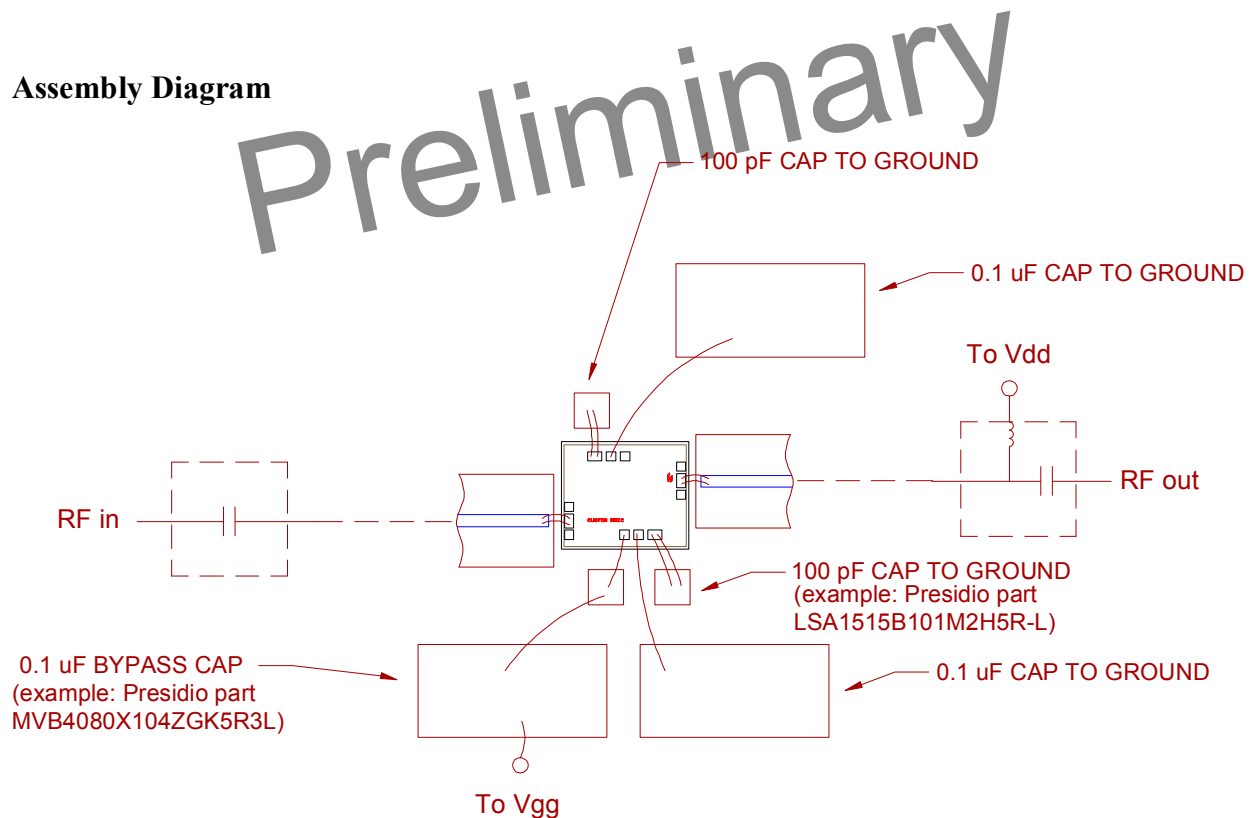 Preliminary
Assembly Diagram
100 pF CAP TO GROUND
0.1 uF CAP TO GROUND
To Vdd
RF in
RF out
100 pF CAP TO GROUND
(example: Presidio part
LSA1515B101M2H5R-L)
0.1 uF BYPASS CAP
(example: Presidio part
MVB4080X104ZGK5R3L)
0.1 uF CAP TO GROUND
To Vgg